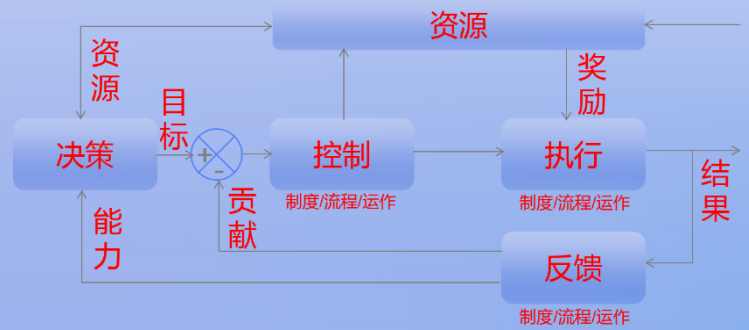 资源
资源
奖励
目标
决策
+
-
控制
执行
结果
制度/流程/运作
制度/流程/运作
贡献
能力
反馈
制度/流程/运作